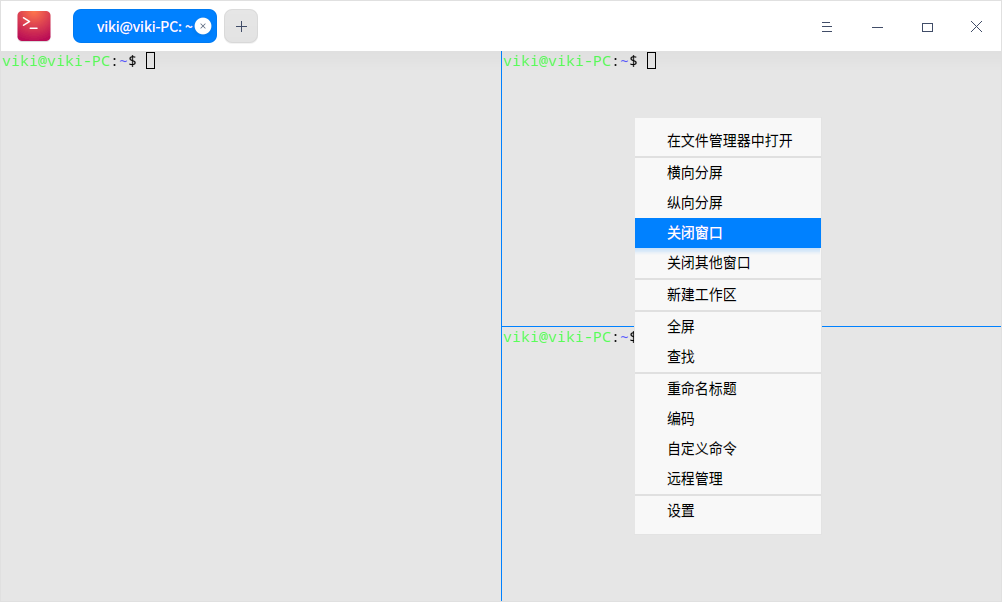 viki@viki-PC: ~
viki@viki-PC:~$
viki@viki-PC:~$
在文件管理器中打开
横向分屏
纵向分屏
关闭窗口
关闭其他窗口
新建工作区
全屏
查找
重命名标题
编码
自定义命令
远程管理
设置
viki@viki-PC:~$